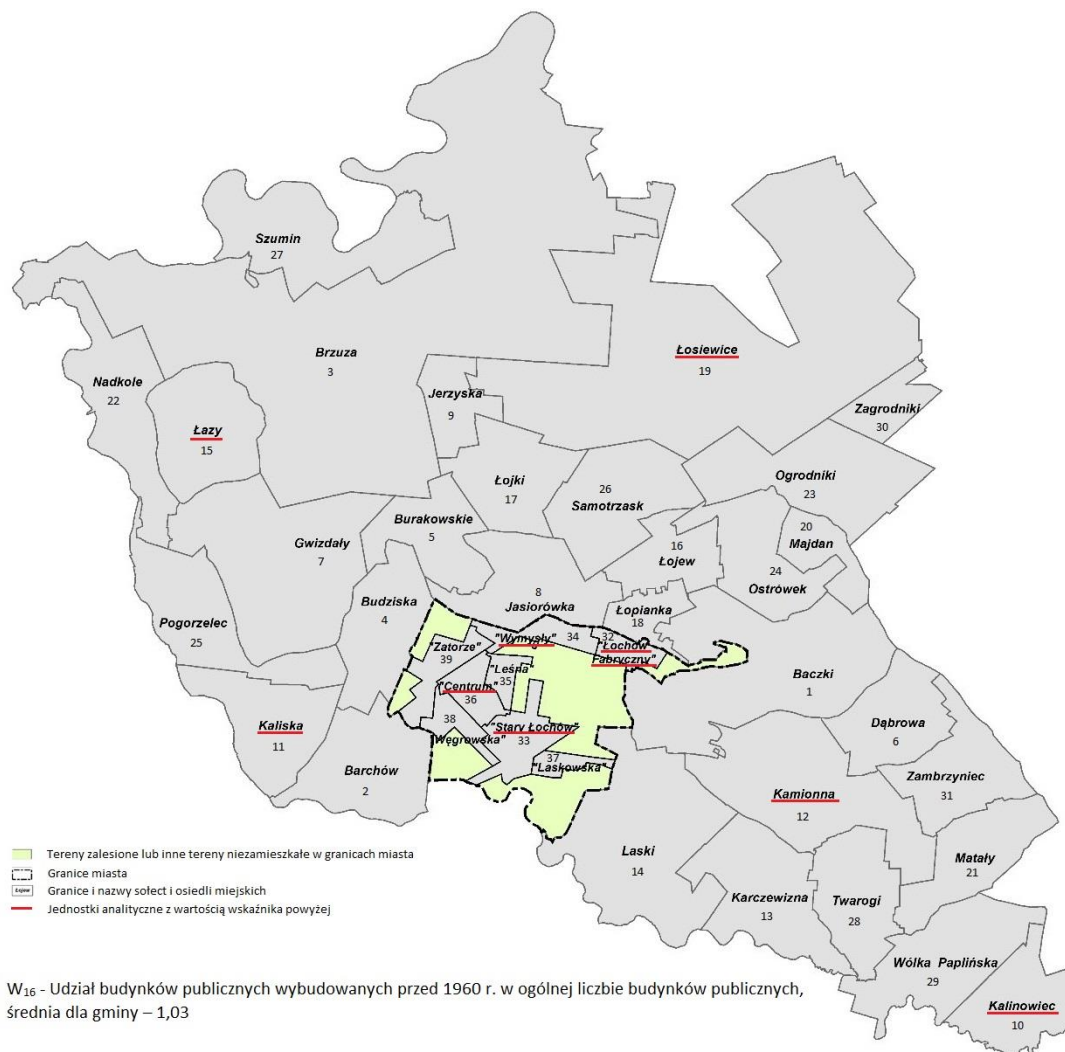 Szumin
27
Brzuza
3
Łosiewice
19
Nadkole
22
Jerzyska
9
Zagrodniki
30
Łazy
15
Ogrodniki
23
Łojki
17
26
Samotrzask
Burakowskie
5
20
Majdan
Gwizdały
7
16
Łojew
24
Ostrówek
8
Jasiorówka
Budziska
4
Łopianka
18
Pogorzelec
25
"Wymysły"
34
32
"Łochów
Fabryczny"
"Zatorze"
39
"Leśna"
35
"Centrum"
36
Baczki
1
Kaliska
11
38
"Węgrowska"
"Stary Łochów"
33
Dąbrowa
6
37
"Laskowska"
Barchów
2
Zambrzyniec
31
Kamionna
12
Laski
14
Matały
21
Karczewizna
13
Twarogi
28
Wólka Paplińska
29
Kalinowiec
10
Tereny zalesione lub inne tereny niezamieszkałe w granicach miasta
Granice miasta
Łojew Granice i nazwy sołect i osiedli miejskich
Jednostki analityczne z wartością wskaźnika powyżej
W16 - Udział budynków publicznych wybudowanych przed 1960 r. w ogólnej liczbie budynków publicznych,
średnia dla gminy – 1,03